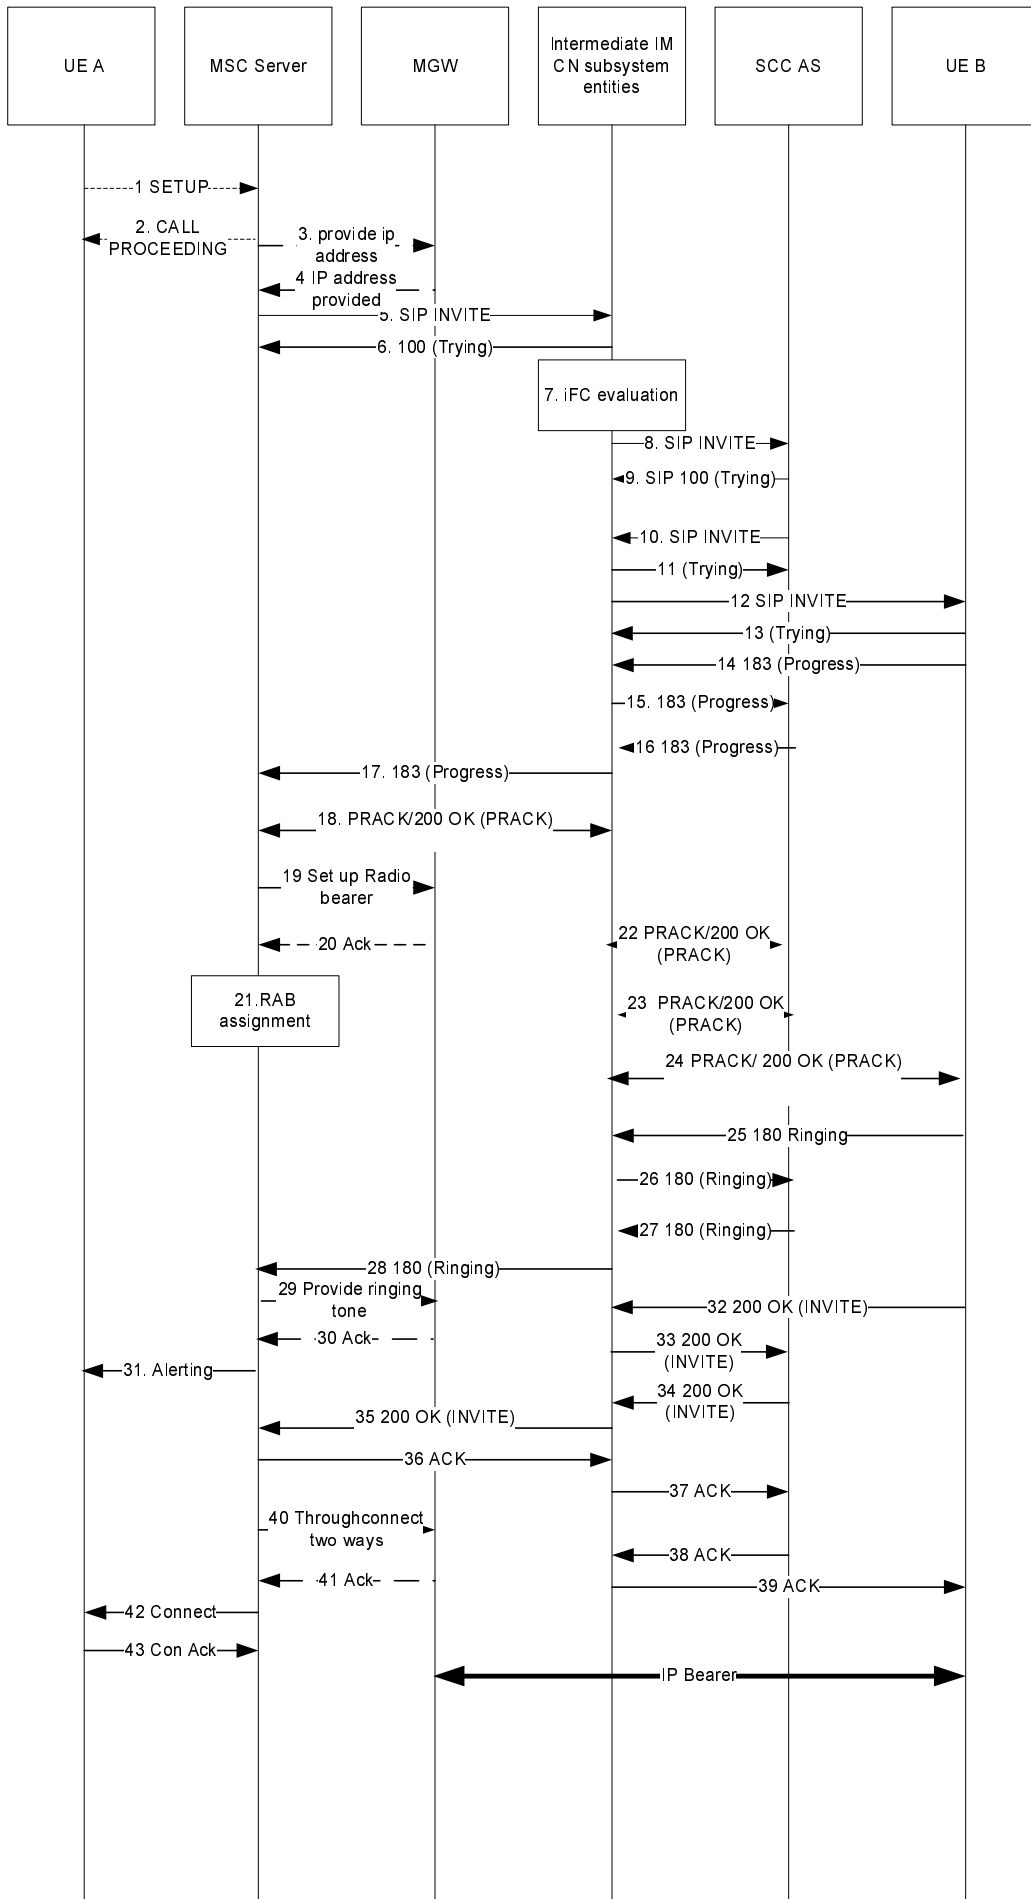 UE A
MSC Server
MGW
Intermediate IM
CN subsystem
entities
SCC AS
UE B
1 SETUP
2. CALL
PROCEEDING
3. provide ip
address
4 IP address
provided
5. SIP INVITE
6. 100 (Trying)
7. iFC evaluation
8. SIP INVITE
9. SIP 100 (Trying)
10. SIP INVITE
11 (Trying)
12 SIP INVITE
13 (Trying)
14 183 (Progress)
15. 183 (Progress)
16 183 (Progress)
17. 183 (Progress)
18. PRACK/200 OK (PRACK)
19 Set up Radio
bearer
20 Ack
22 PRACK/200 OK
(PRACK)
21.RAB
assignment
23 PRACK/200 OK
(PRACK)
24 PRACK/ 200 OK (PRACK)
25 180 Ringing
26 180 (Ringing)
27 180 (Ringing)
28 180 (Ringing)
29 Provide ringing
tone
32 200 OK (INVITE)
30 Ack
33 200 OK
(INVITE)
31. Alerting
34 200 OK
(INVITE)
35 200 OK (INVITE)
36 ACK
37 ACK
40 Throughconnect
two ways
38 ACK
41 Ack
39 ACK
42 Connect
43 Con Ack
IP Bearer